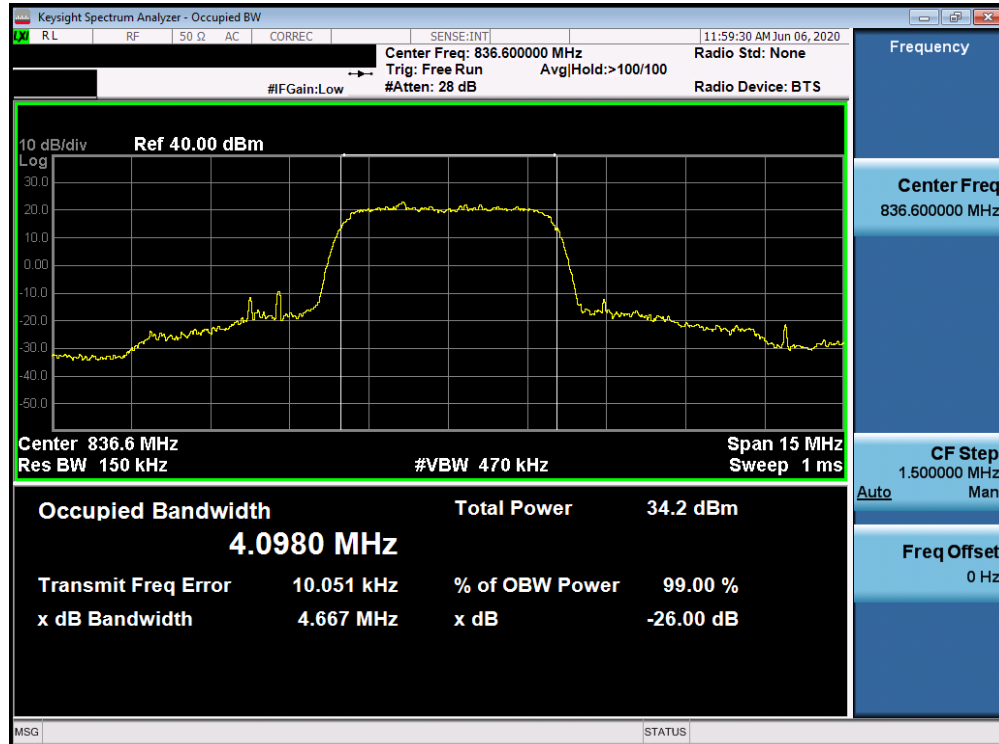 Keysight Spectrum Analyzer - Occupied BW
LXI RL RF 50 Ω AC CORREC SENSE:INT 11:59:30 AM Jun 06, 2020
Center Freq: 836.600000 MHz Radio Std: None
Trig: Free Run Avg|Hold:>100/100
#IFGain:Low #Atten: 28 dB Radio Device: BTS
10 dB/div Ref 40.00 dBm
Log
30.0
20.0
10.0
0.00
-10.0
-20.0
-30.0
-40.0
-50.0
Center 836.6 MHz Span 15 MHz
Res BW 150 kHz #VBW 470 kHz Sweep 1 ms
Occupied Bandwidth Total Power 34.2 dBm
4.0980 MHz
Transmit Freq Error 10.051 kHz % of OBW Power 99.00 %
x dB Bandwidth 4.667 MHz x dB -26.00 dB
Frequency
Center Freq
836.600000 MHz
CF Step
1.500000 MHz
Auto Man
Freq Offset
0 Hz
MSG STATUS